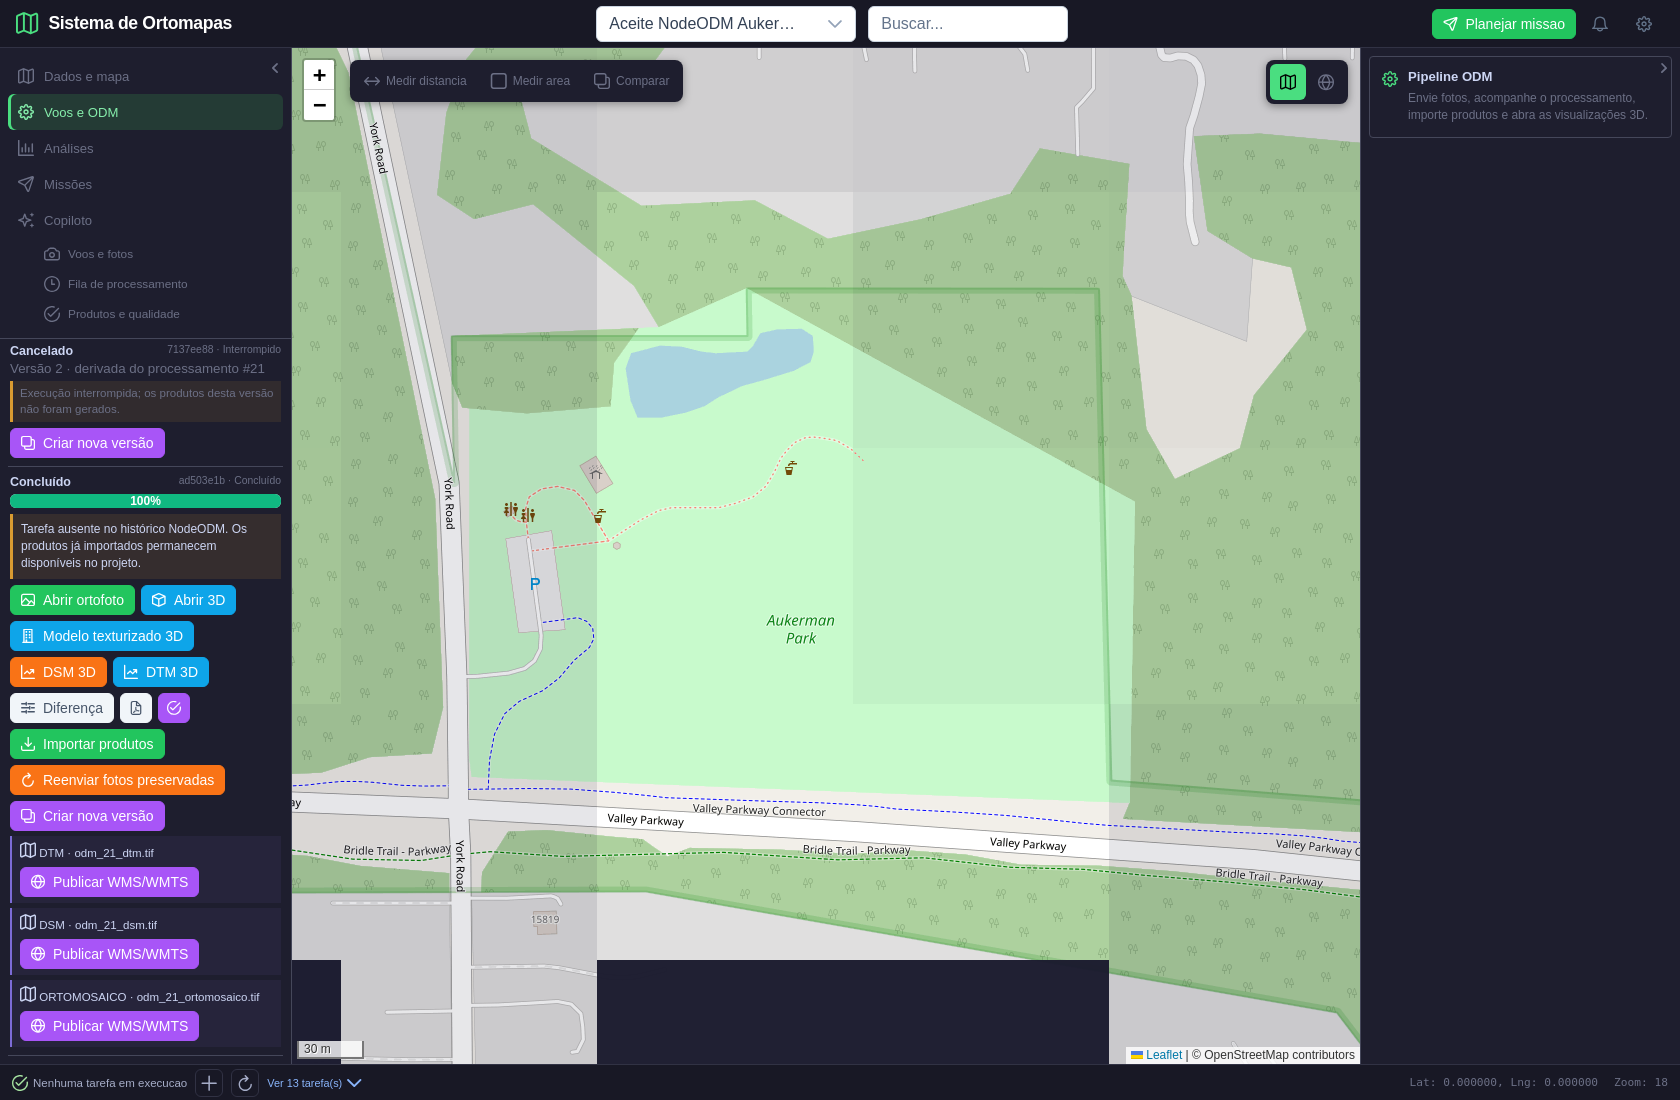 Sistema de Ortomapas
Aceite NodeODM Auker...
Buscar...
Planejar missao
Dados e mapa
Voos e ODM
Análises
Missões
Copiloto
Voos e fotos
Fila de processamento
Produtos e qualidade
Cancelado
7137ee88 · Interrompido
Versão 2 · derivada do processamento #21
Execução interrompida; os produtos desta versão
não foram gerados.
Criar nova versão
Concluído
ad503e1b · Concluído
100%
Tarefa ausente no histórico NodeODM. Os
produtos já importados permanecem
disponíveis no projeto.
Abrir ortofoto
Abrir 3D
Modelo texturizado 3D
DSM 3D
DTM 3D
Diferença
Importar produtos
Reenviar fotos preservadas
Criar nova versão
DTM · odm_21_dtm.tif
Publicar WMS/WMTS
DSM · odm_21_dsm.tif
Publicar WMS/WMTS
ORTOMOSAICO · odm_21_ortomosaico.tif
Publicar WMS/WMTS
+
−
Medir distancia
Medir area
Comparar
York Road
York Road
P
Aukerman
Park
ay
Valley Parkway Connector
Valley Parkway
Valley Parkway
Valley Parkway C
Bridle Trail - Parkway
Bridle Trail - Parkway
Bridle Trail - Parkway
York Road
15819
30 m
Leaflet | © OpenStreetMap contributors
Pipeline ODM
Envie fotos, acompanhe o processamento,
importe produtos e abra as visualizações 3D.
Nenhuma tarefa em execucao
Ver 13 tarefa(s)
Lat: 0.000000, Lng: 0.000000
Zoom: 18